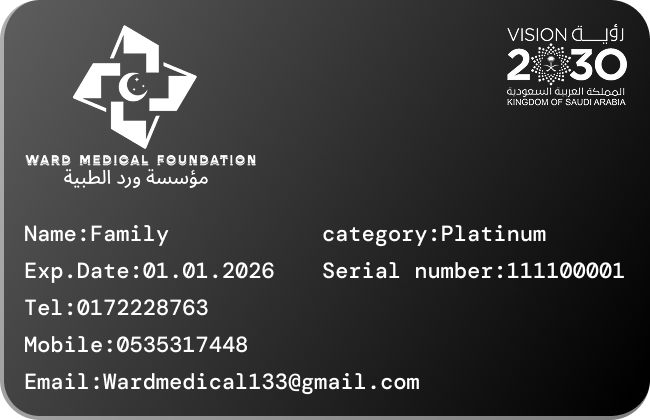 VISION رؤيــة
2030
المملكة العربية السعودية
KINGDOM OF SAUDI ARABIA
WARD MEDICAL FOUNDATION
مؤسسة ورد الطبية
Name:Family category:Platinum
Exp.Date:01.01.2026 Serial number:111100001
Tel:0172228763
Mobile:0535317448
Email:Wardmedical133@gmail.com